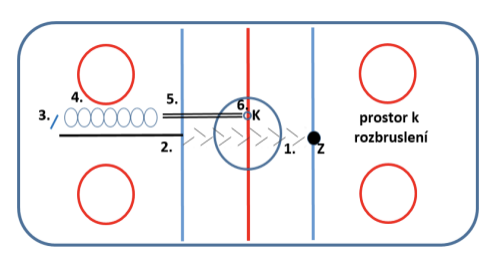 4.
5.
6.
3.
K
prostor k
rozbruslení
2.
1.
Z